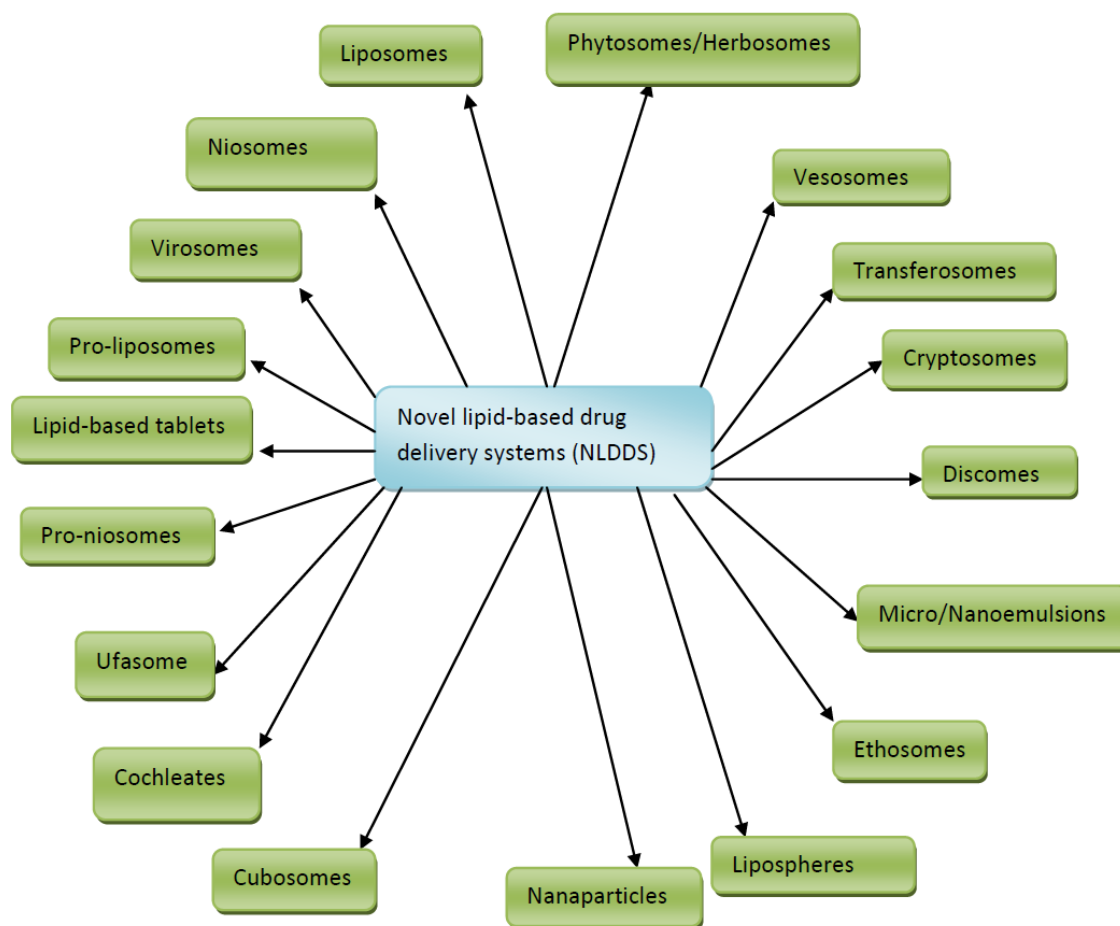 Liposomes
Phytosomes/Herbosomes
Niosomes
Vesosomes
Virosomes
Transferosomes
Pro-liposomes
Cryptosomes
Lipid-based tablets
Novel lipid-based drug
delivery systems (NLDDS)
Discomes
Pro-niosomes
Micro/Nanoemulsions
Ufasome
Ethosomes
Cochleates
Lipospheres
Cubosomes
Nanaparticles